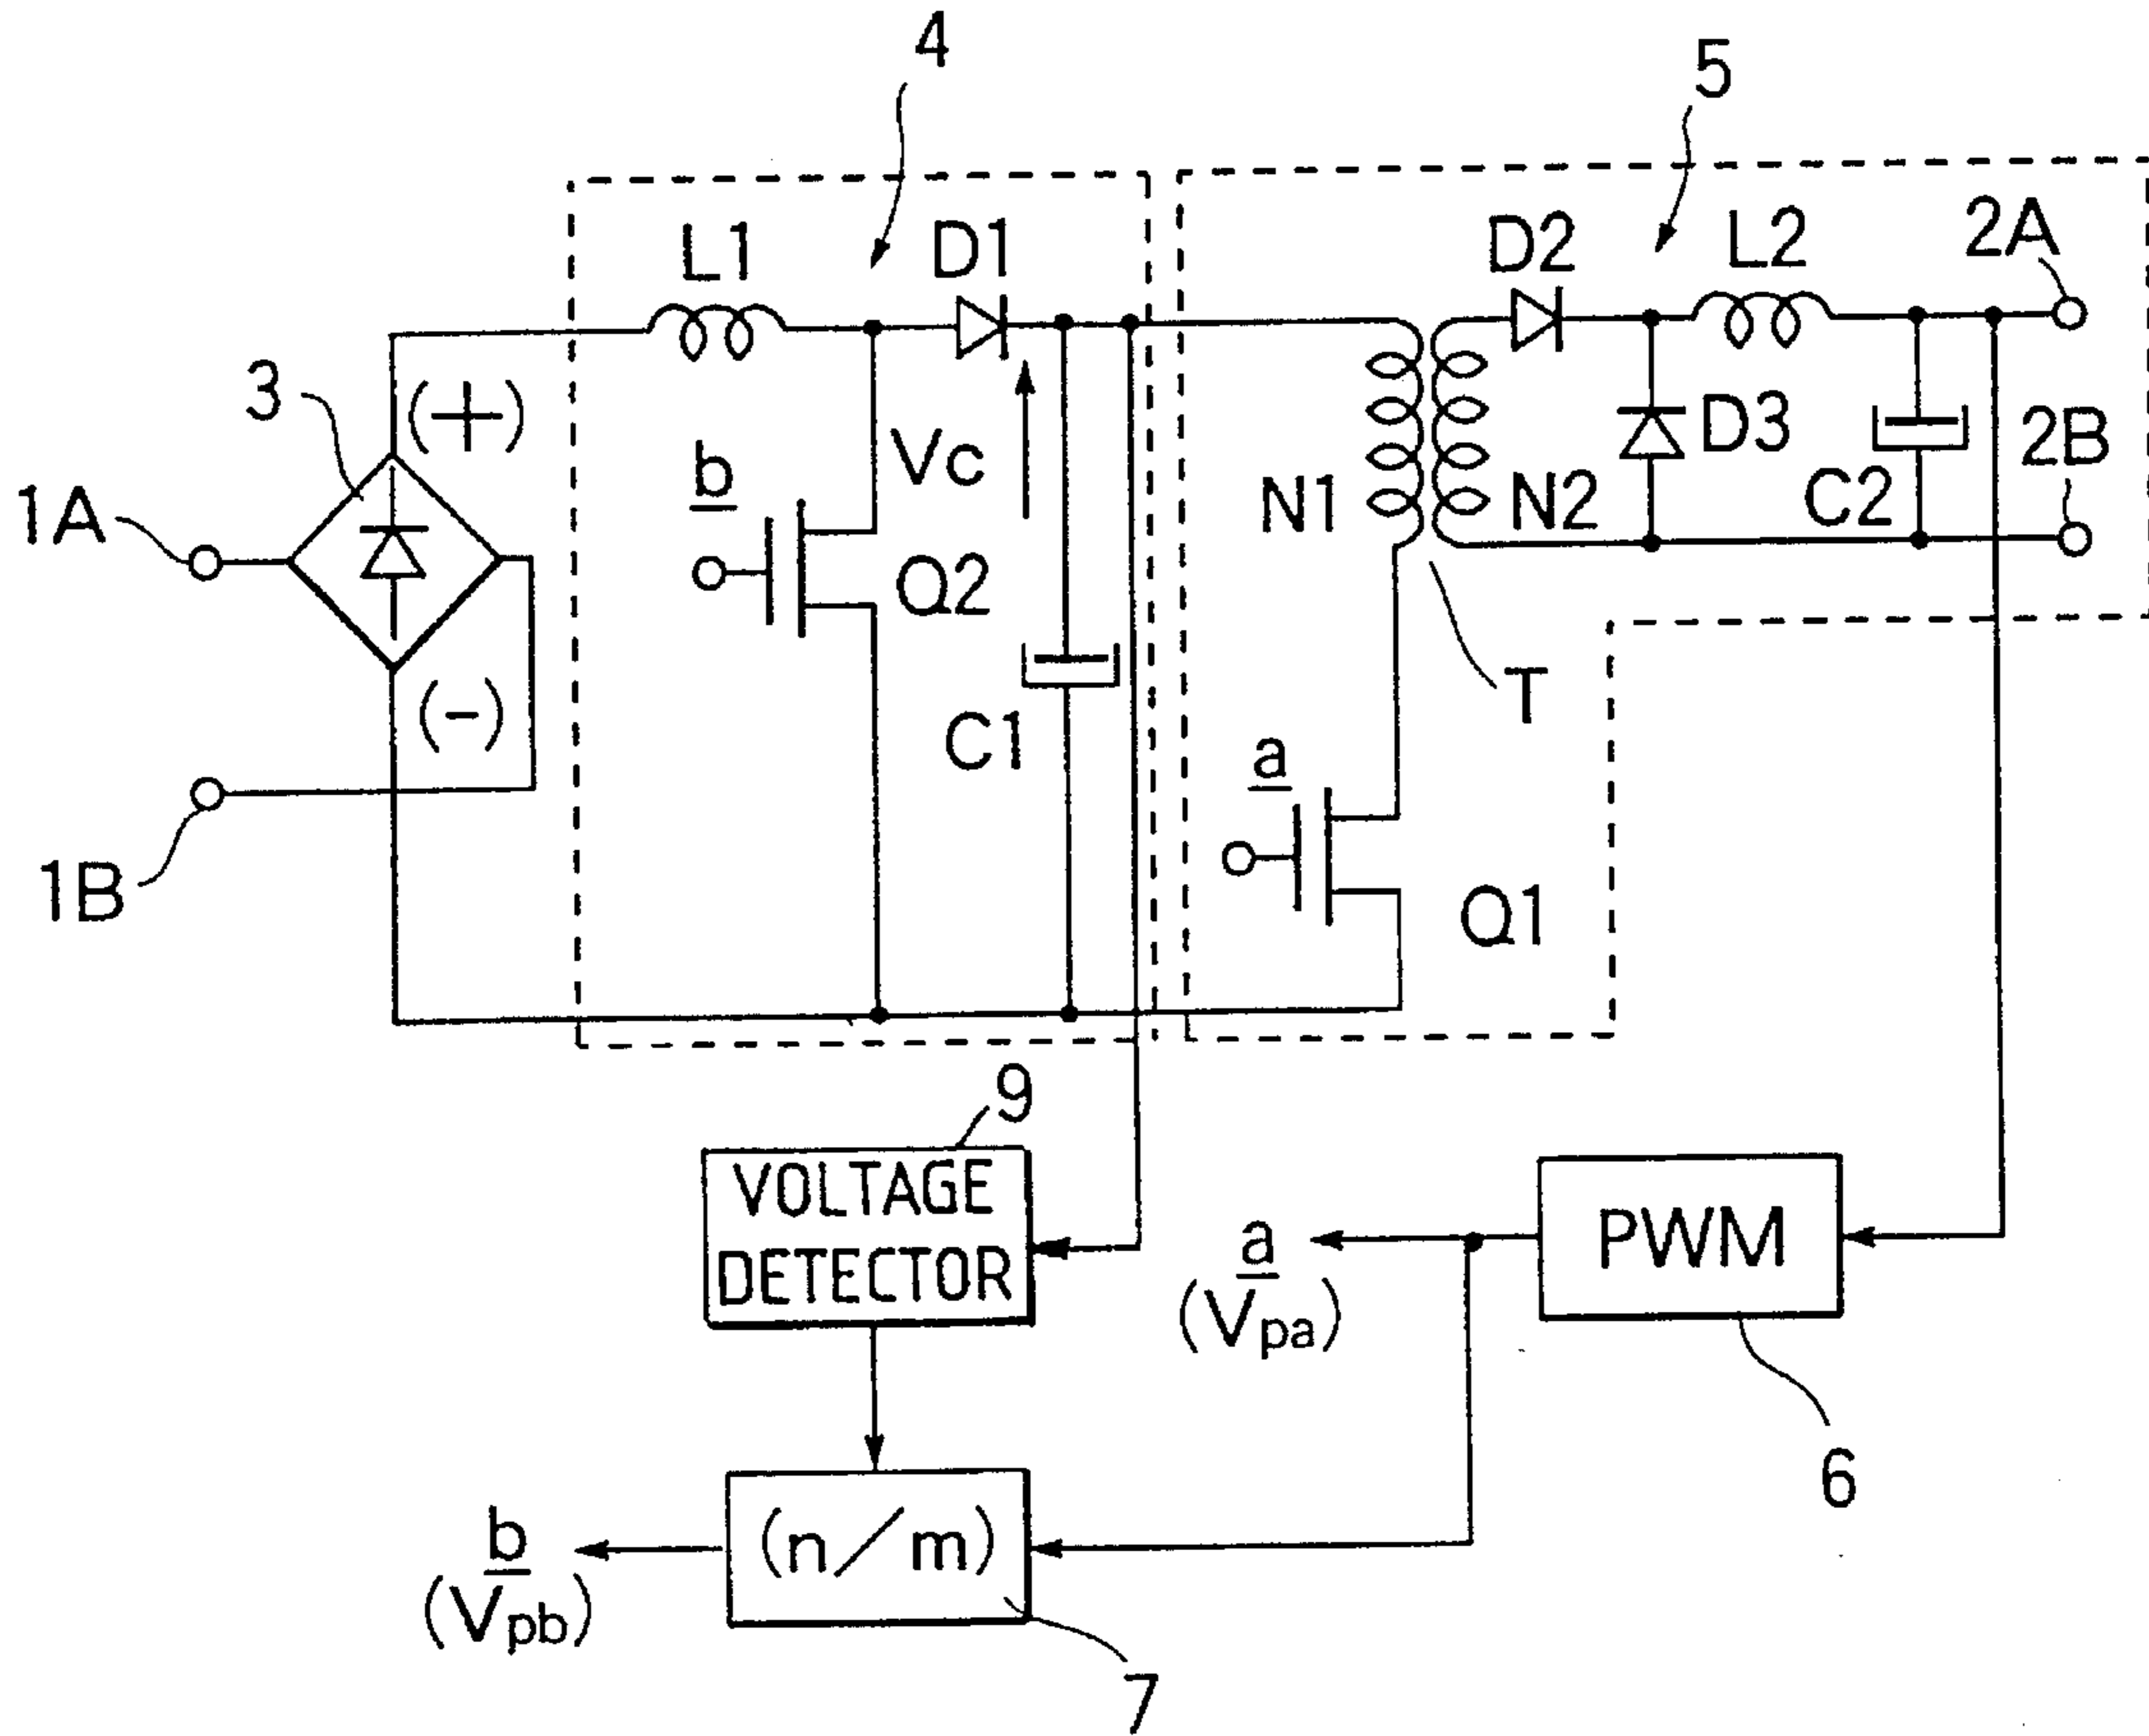 4
5
L1
D1
D2
L2
2A
3
(+)
Vc
D3
2B
b
N1
N2
C2
1A
Q2
(-)
T
C1
a
1B
Q1
9
VOLTAGE
DETECTOR
a
(Vpa)
PWM
6
b
(Vpb)
(n/m)
7